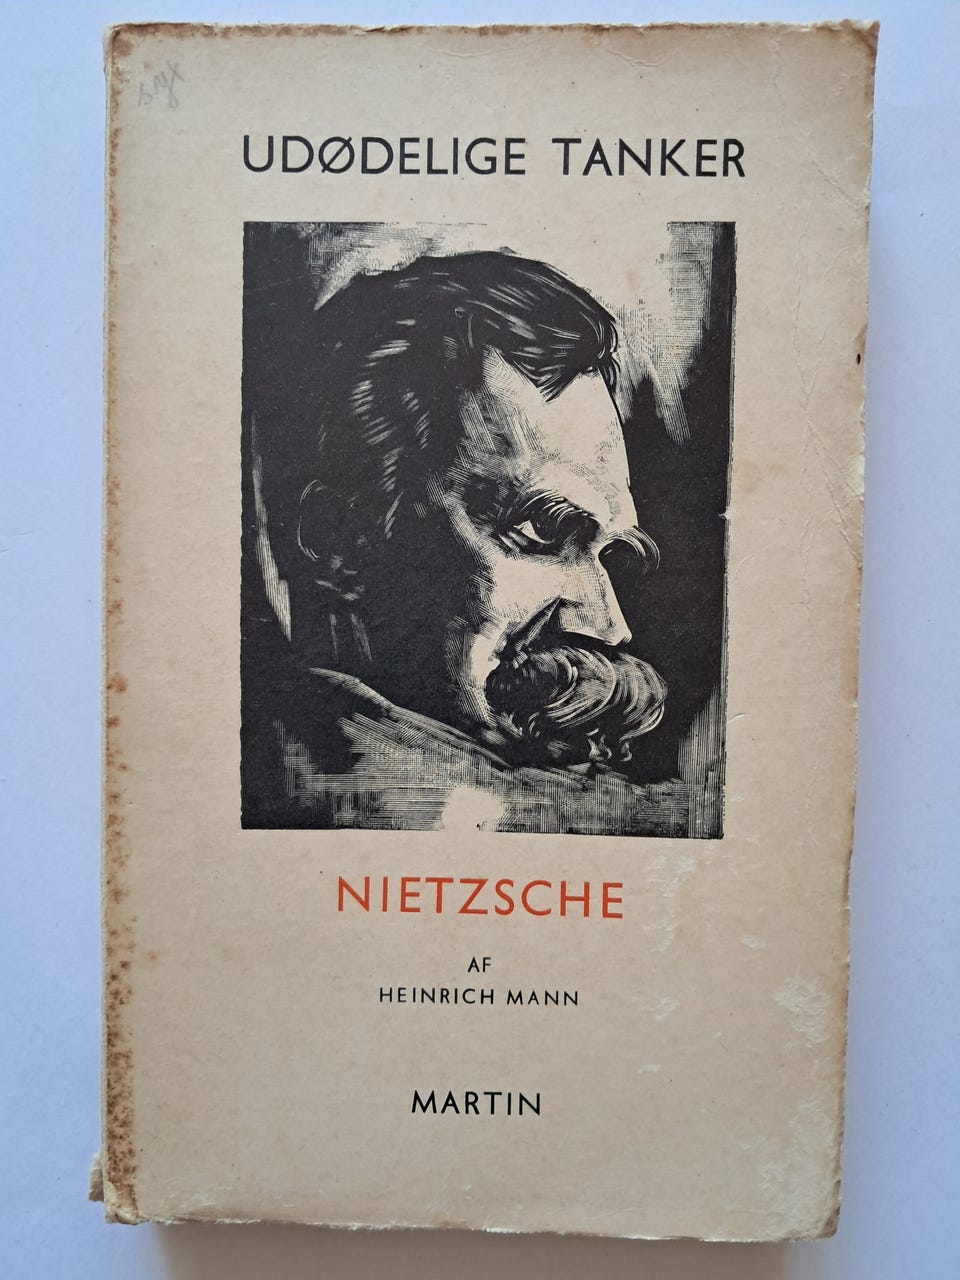 UDØDELIGE TANKER
NIETZSCHE
AF
HEINRICH MANN
MARTIN